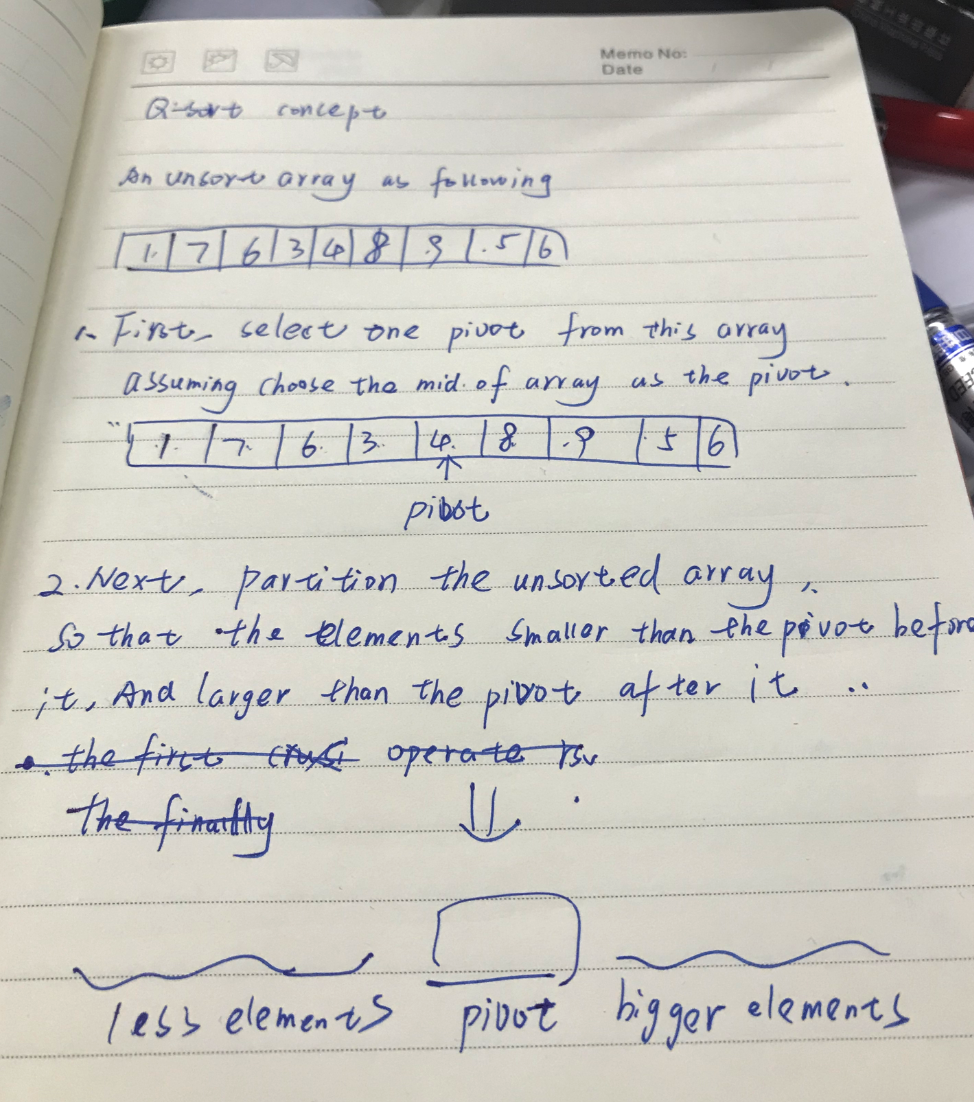 Memo No:
Date
Q-sort concept
An unsort array as following
1. 7 6 3 4 8 .9 .5 6
1. First, select one pivot from this array
assuming choose the mid. of array as the pivot.
1. 7. 6. 3. 4. 8 .9 .5 6
pivot
2. Next, partition the unsorted array,
so that the elements smaller than the pivot before
it, And larger than the pivot after it ..
the first operate
the finally
less elements pivot bigger elements